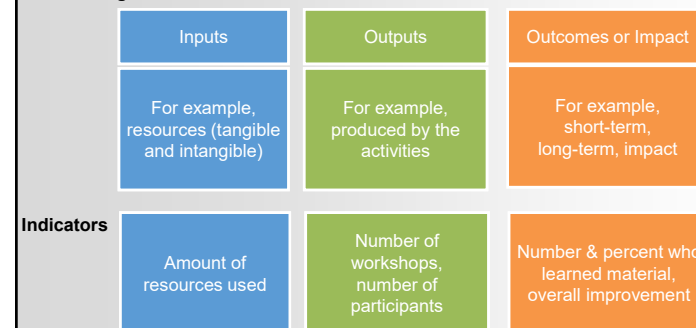 Inputs
Outputs
Outcomes or Impact
For example,
resources (tangible
and intangible)
For example,
produced by the
activities
For example,
short-term,
long-term, impact
Indicators
Amount of
resources used
Number of
workshops,
number of
participants
Number & percent who
learned material,
overall improvement